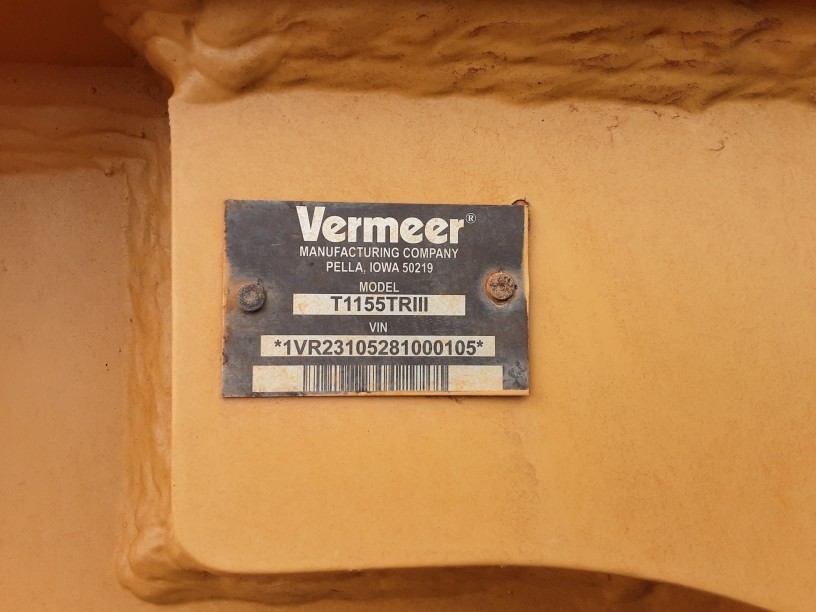 Vermeer®
MANUFACTURING COMPANY
PELLA, IOWA 50219
MODEL
T1155TRIII
VIN
*1VR23105281000105*